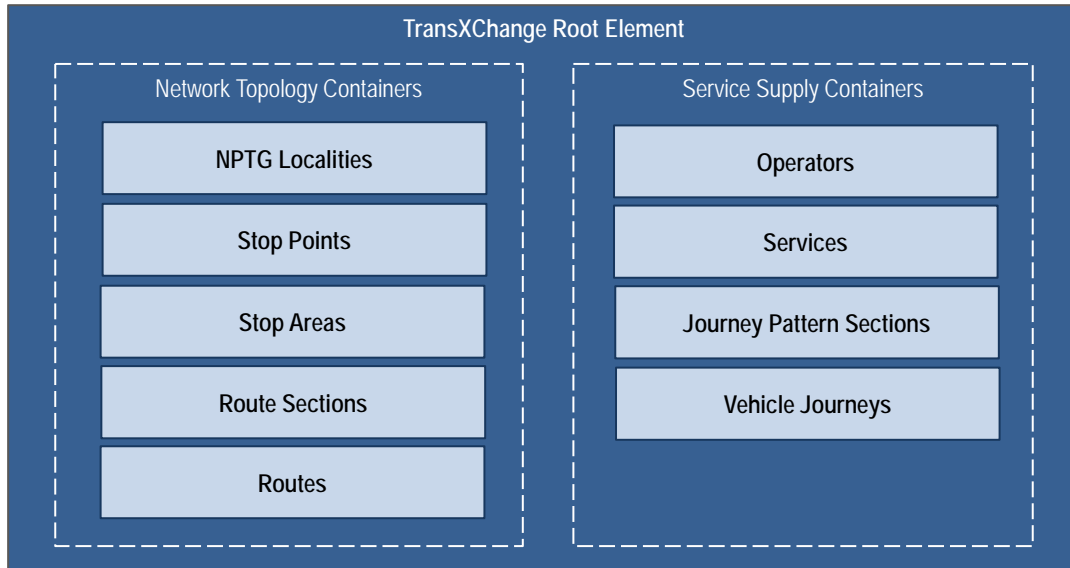 TransXChange Root Element
Network Topology Containers
NPTG Localities
Stop Points
Stop Areas
Route Sections
Routes
Service Supply Containers
Operators
Services
Journey Pattern Sections
Vehicle Journeys